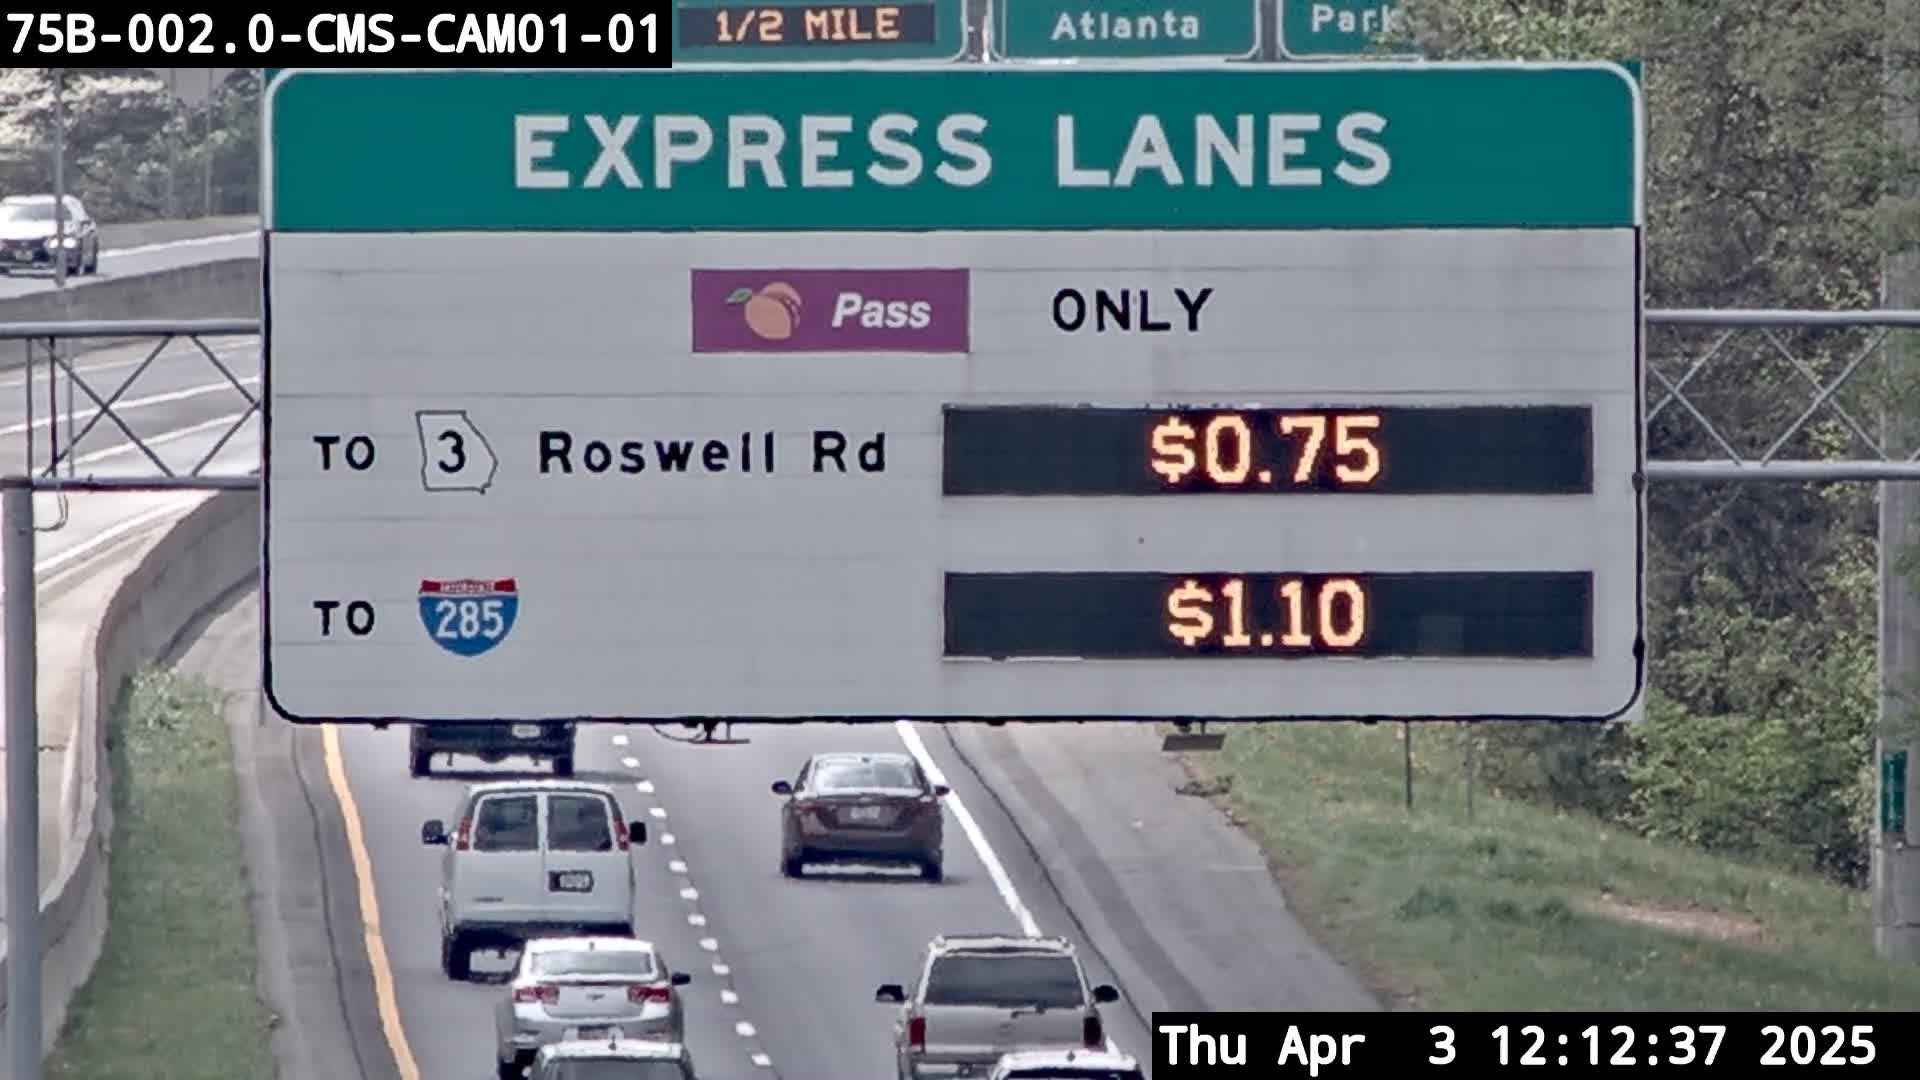 75B-002.0-CMS-CAM01-01
1/2 MILE
Atlanta
Park
EXPRESS LANES
Pass ONLY
TO 3 Roswell Rd $0.75
TO INTERSTATE 285 $1.10
Thu Apr 3 12:12:37 2025